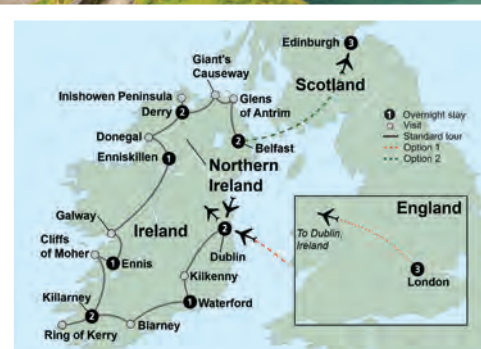 Edinburgh 3
Giant's
Causeway
Scotland
Inishowen Peninsula
Derry 2
Glens
of Antrim
1 Overnight stay
Visit
Standard tour
Option 1
Option 2
Donegal
2
Belfast
Enniskillen 1
Northern
Ireland
England
Galway
Ireland
To Dublin,
Ireland
Cliffs
of Moher
2
Dublin
1 Ennis
Kilkenny
3
London
Killarney
2
1 Waterford
Ring of Kerry
Blarney